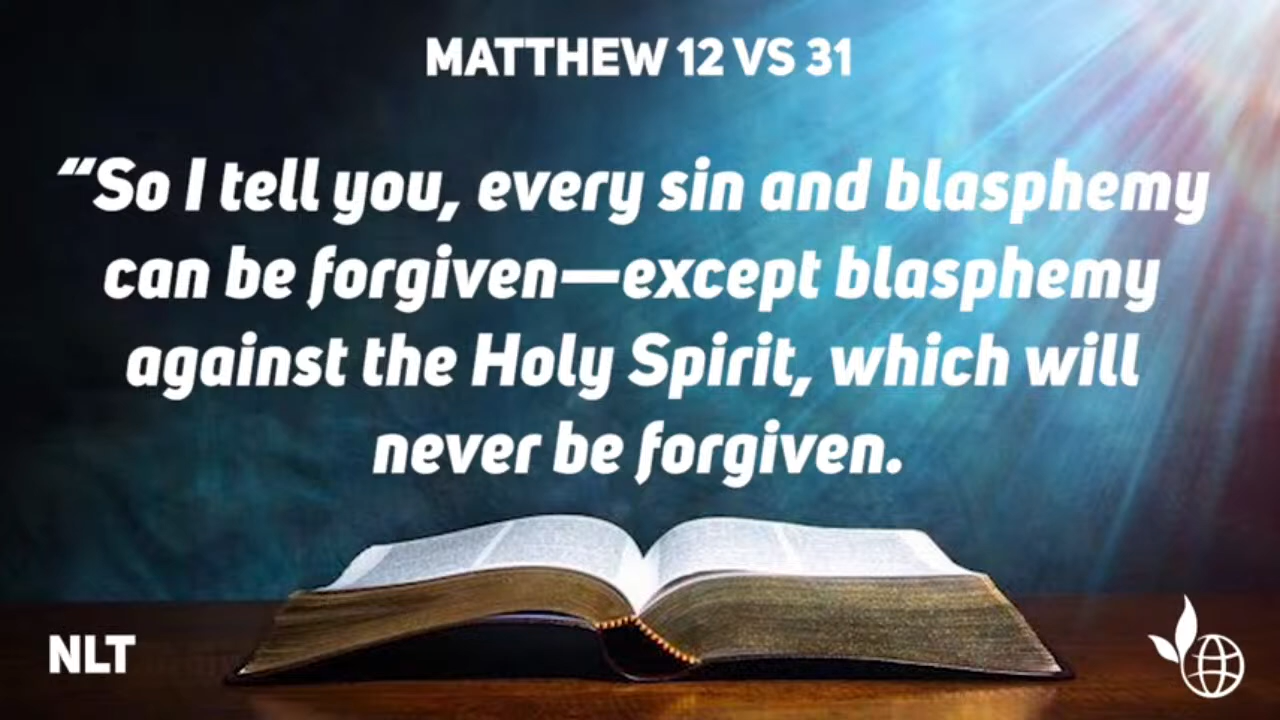 MATTHEW 12 VS 31
“So I tell you, every sin and blasphemy
can be forgiven—except blasphemy
against the Holy Spirit, which will
never be forgiven.
NLT